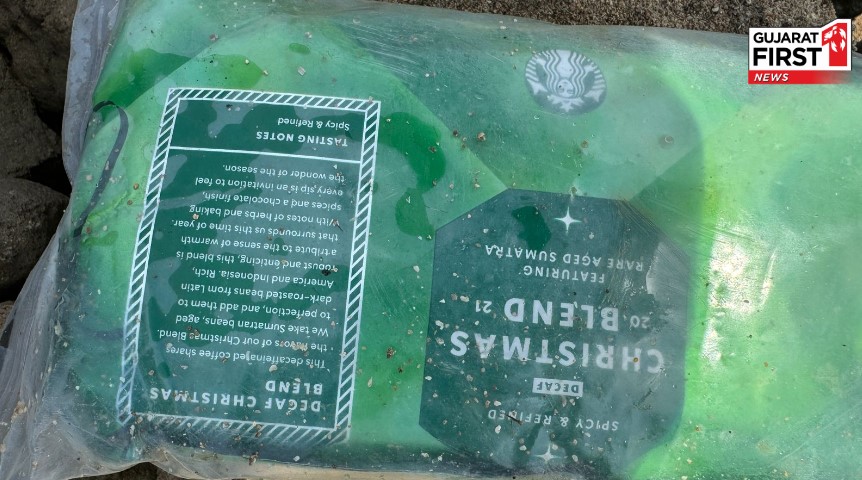 GUJARAT
FIRST
NEWS
SPICY & REFINED
DECAF
CHRISTMAS
20 BLEND 21
FEATURING
RARE AGED SUMATRA
DECAF CHRISTMAS
BLEND
This decaffeinated coffee shares
the flavors of our Christmas Blend.
We take Sumatran beans, aged
to perfection, and add them to
dark-roasted beans from Latin
America and Indonesia. Rich,
robust and enticing, this blend is
a tribute to the sense of warmth
that surrounds us this time of year.
With notes of herbs and baking
spices and a chocolate finish,
every sip is an invitation to feel
the wonder of the season.
TASTING NOTES
Spicy & Refined